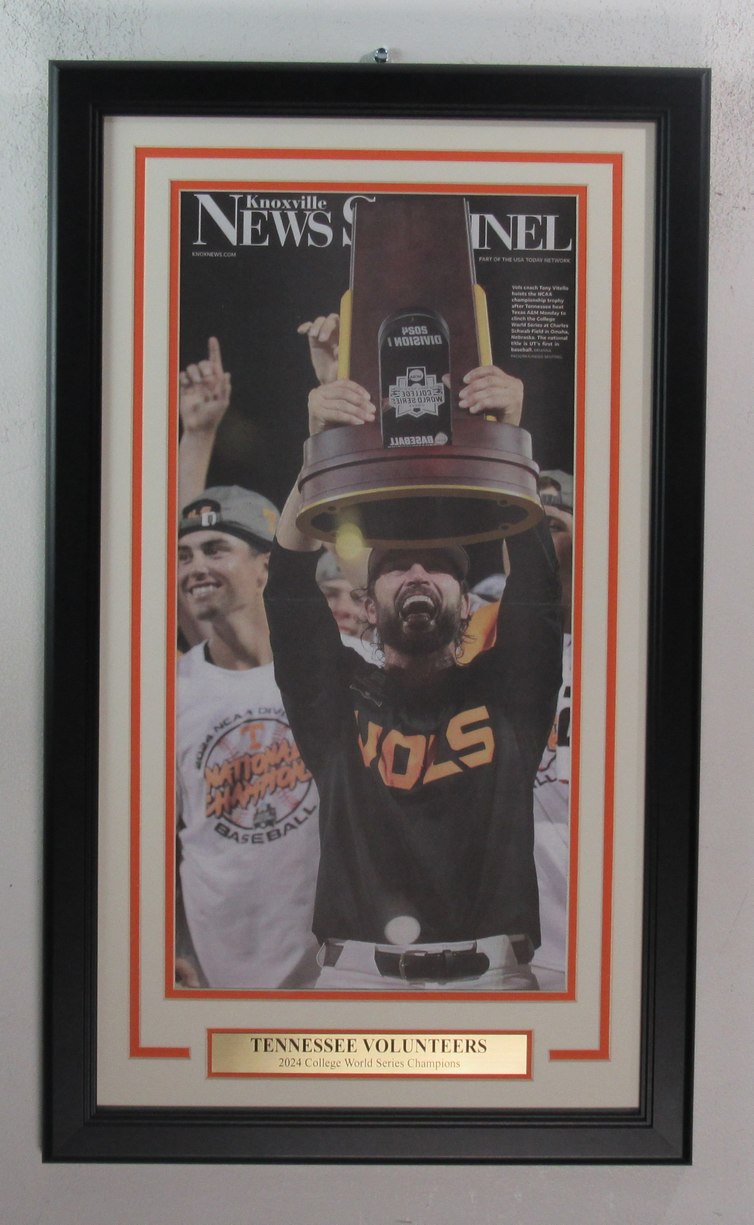 Knoxville
NEWS S INEL
KNOXNEWS.COM
PART OF THE USA TODAY NETWORK
Vols coach Tony Vitello
hoists the NCAA
championship trophy
after Tennessee beat
Texas A&M Monday to
clinch the College
World Series at Charles
Schwab Field in Omaha,
Nebraska. The national
title is UT's first in
baseball.
2024
DIVISION I
NCAA
COLLEGE
WORLD SERIES
BASEBALL
VOLS
2024 NCAA DIVI
T
NATIONAL
CHAMPION
BASEBALL
TENNESSEE VOLUNTEERS
2024 College World Series Champions